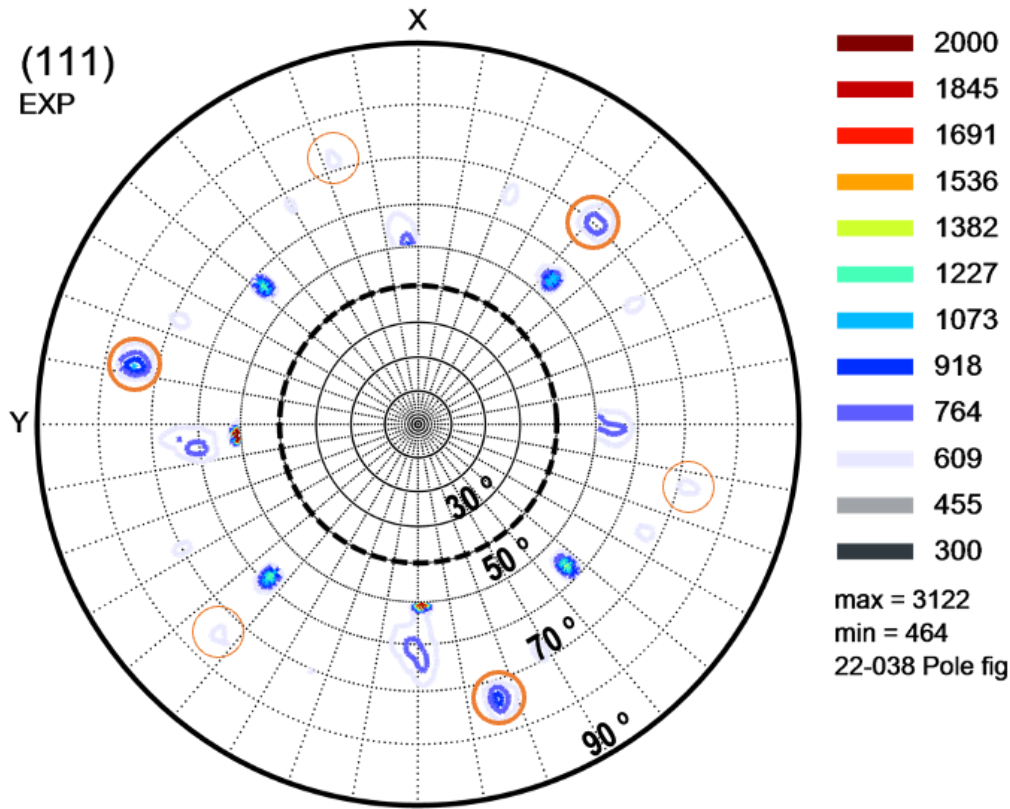 X
(111)
EXP
Y
30 º
50 º
70 º
90 º
2000
1845
1691
1536
1382
1227
1073
918
764
609
455
300
max = 3122
min = 464
22-038 Pole fig